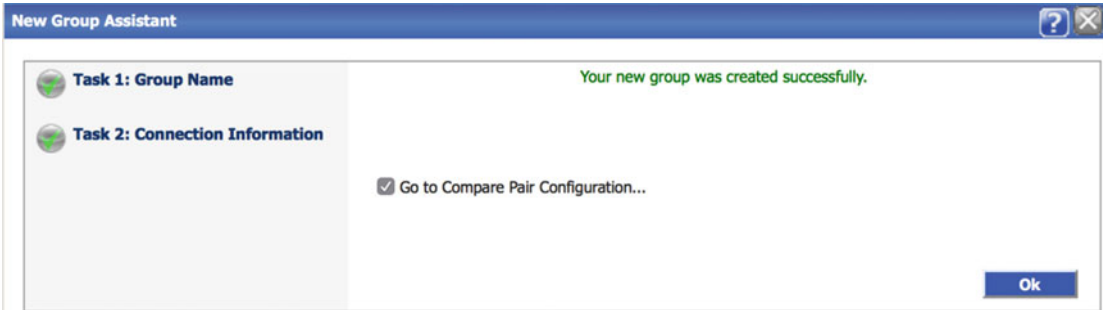 New Group Assistant
?
Task 1: Group Name
Your new group was created successfully.
Task 2: Connection Information
Go to Compare Pair Configuration...
Ok